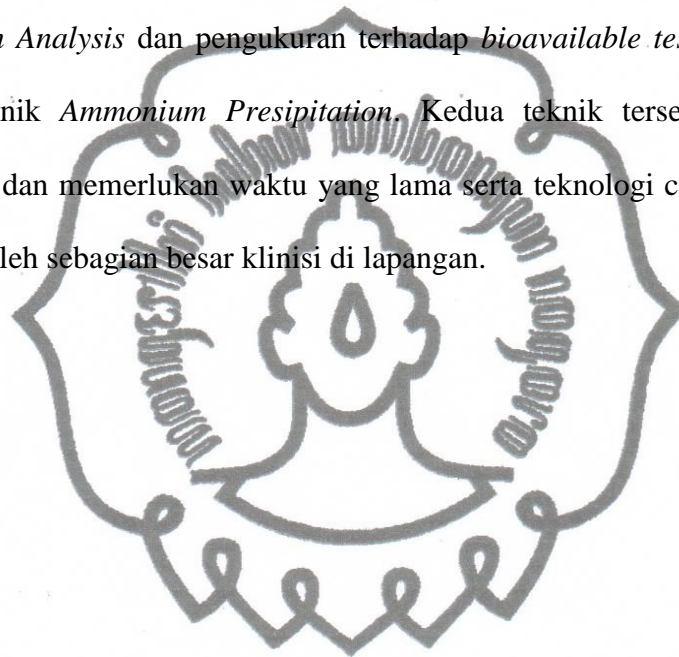 n Analysis dan pengukuran terhadap bioavailable tes
nik Ammonium Presipitation. Kedua teknik terse
dan memerlukan waktu yang lama serta teknologi c
leh sebagian besar klinisi di lapangan.